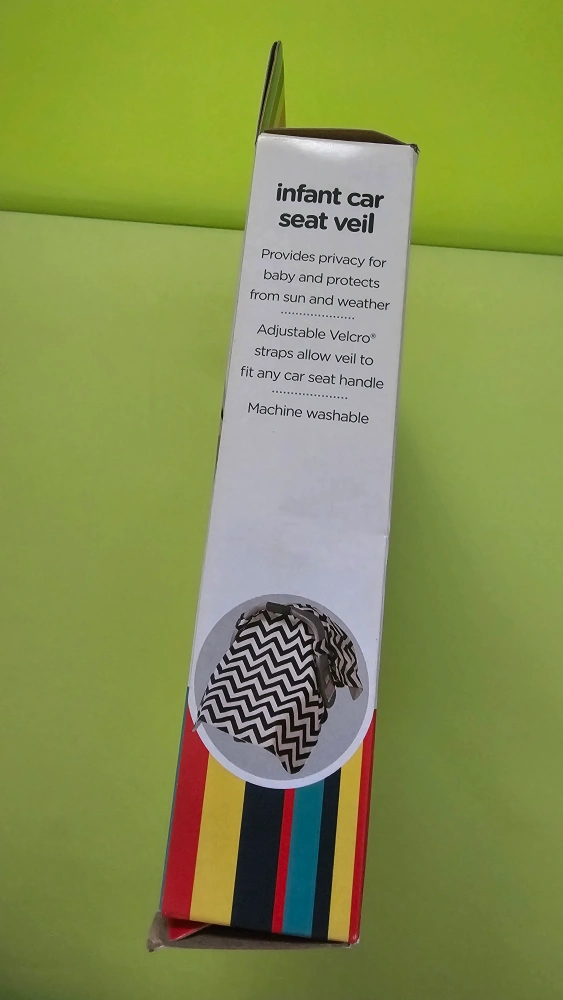 infant car
seat veil
Provides privacy for
baby and protects
from sun and weather
Adjustable Velcro®
straps allow veil to
fit any car seat handle
Machine washable